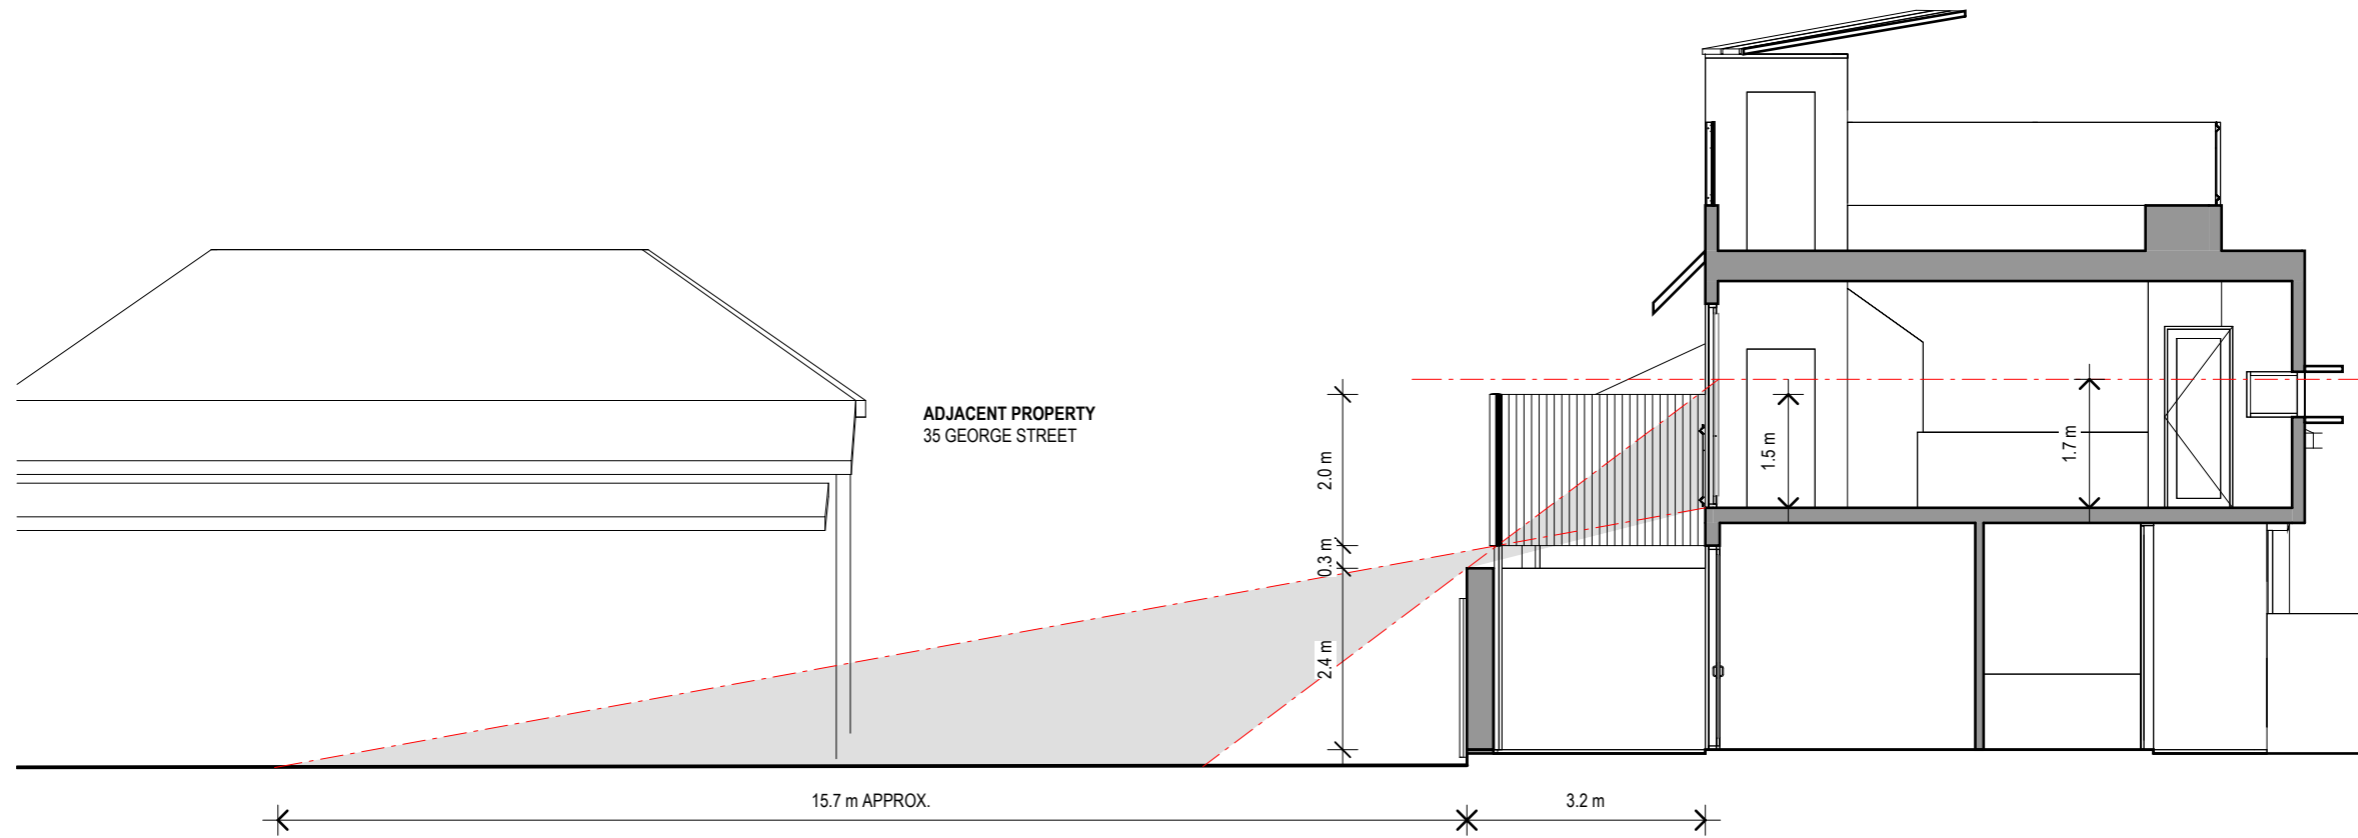 ADJACENT PROPERTY
35 GEORGE STREET
2.0 m
0.3 m
2.4 m
1.5 m
1.7 m
15.7 m APPROX.
3.2 m